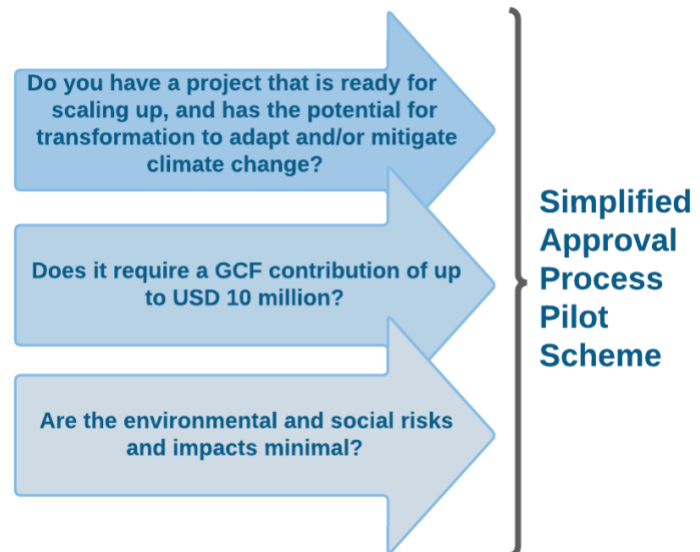 Do you have a project that is ready for
scaling up, and has the potential for
transformation to adapt and/or mitigate
climate change?
Does it require a GCF contribution of up
to USD 10 million?
Are the environmental and social risks
and impacts minimal?
Simplified
Approval
Process
Pilot
Scheme